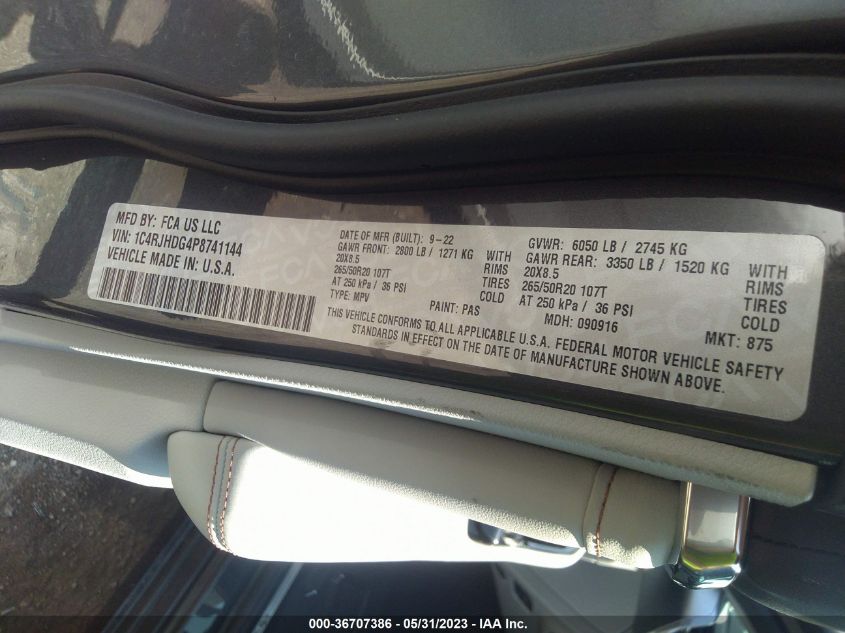 MFD BY: FCA US LLC
VIN: 1C4RJHDG4P8741144
VEHICLE MADE IN: U.S.A.
DATE OF MFR (BUILT): 9-22 GVWR: 6050 LB / 2745 KG
GAWR FRONT: 2800 LB / 1271 KG WITH GAWR REAR: 3350 LB / 1520 KG WITH
20X8.5 RIMS 20X8.5 RIMS
265/50R20 107T TIRES 265/50R20 107T TIRES
AT 250 kPa / 36 PSI COLD AT 250 kPa / 36 PSI COLD
TYPE: MPV PAINT: PAS MDH: 090916 MKT: 875
THIS VEHICLE CONFORMS TO ALL APPLICABLE U.S.A. FEDERAL MOTOR VEHICLE SAFETY
STANDARDS IN EFFECT ON THE DATE OF MANUFACTURE SHOWN ABOVE.
000-36707386 - 05/31/2023 - IAA Inc.